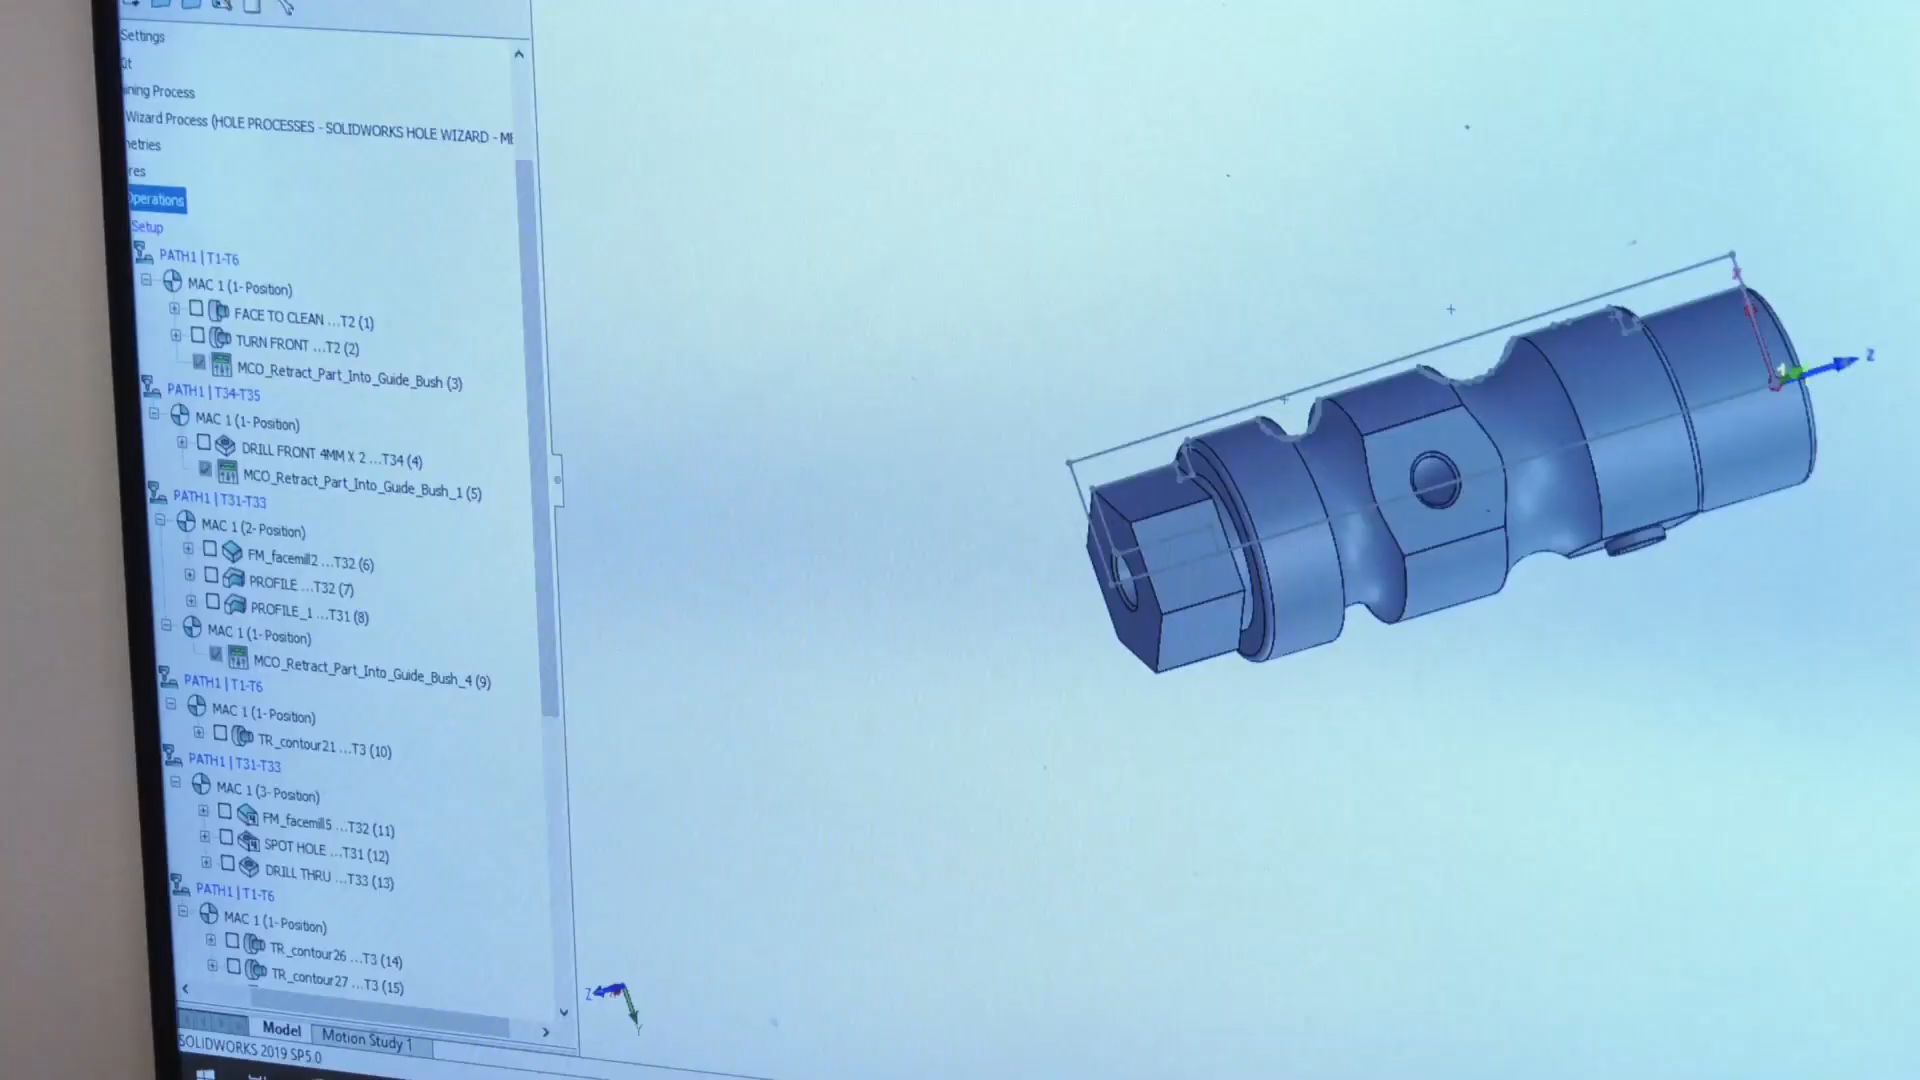 Settings
ining Process
Wizard Process (HOLE PROCESSES - SOLIDWORKS HOLE WIZARD - ME
metries
res
Operations
Setup
PATH1 | T1-T6
MAC 1 (1- Position)
FACE TO CLEAN ...T2 (1)
TURN FRONT ...T2 (2)
MCO_Retract_Part_Into_Guide_Bush (3)
PATH1 | T34-T35
MAC 1 (1- Position)
DRILL FRONT 4MM X 2 ...T34 (4)
MCO_Retract_Part_Into_Guide_Bush_1 (5)
PATH1 | T31-T33
MAC 1 (2- Position)
FM_facemill2 ...T32 (6)
PROFILE ...T32 (7)
PROFILE_1 ...T31 (8)
MAC 1 (1- Position)
MCO_Retract_Part_Into_Guide_Bush_4 (9)
PATH1 | T1-T6
MAC 1 (1- Position)
TR_contour21 ...T3 (10)
PATH1 | T31-T33
MAC 1 (3- Position)
FM_facemill5 ...T32 (11)
SPOT HOLE ...T31 (12)
DRILL THRU ...T33 (13)
PATH1 | T1-T6
MAC 1 (1- Position)
TR_contour26 ...T3 (14)
TR_contour27 ...T3 (15)
Model
Motion Study 1
SOLIDWORKS 2019 SP5.0
X
Z
Z
Y